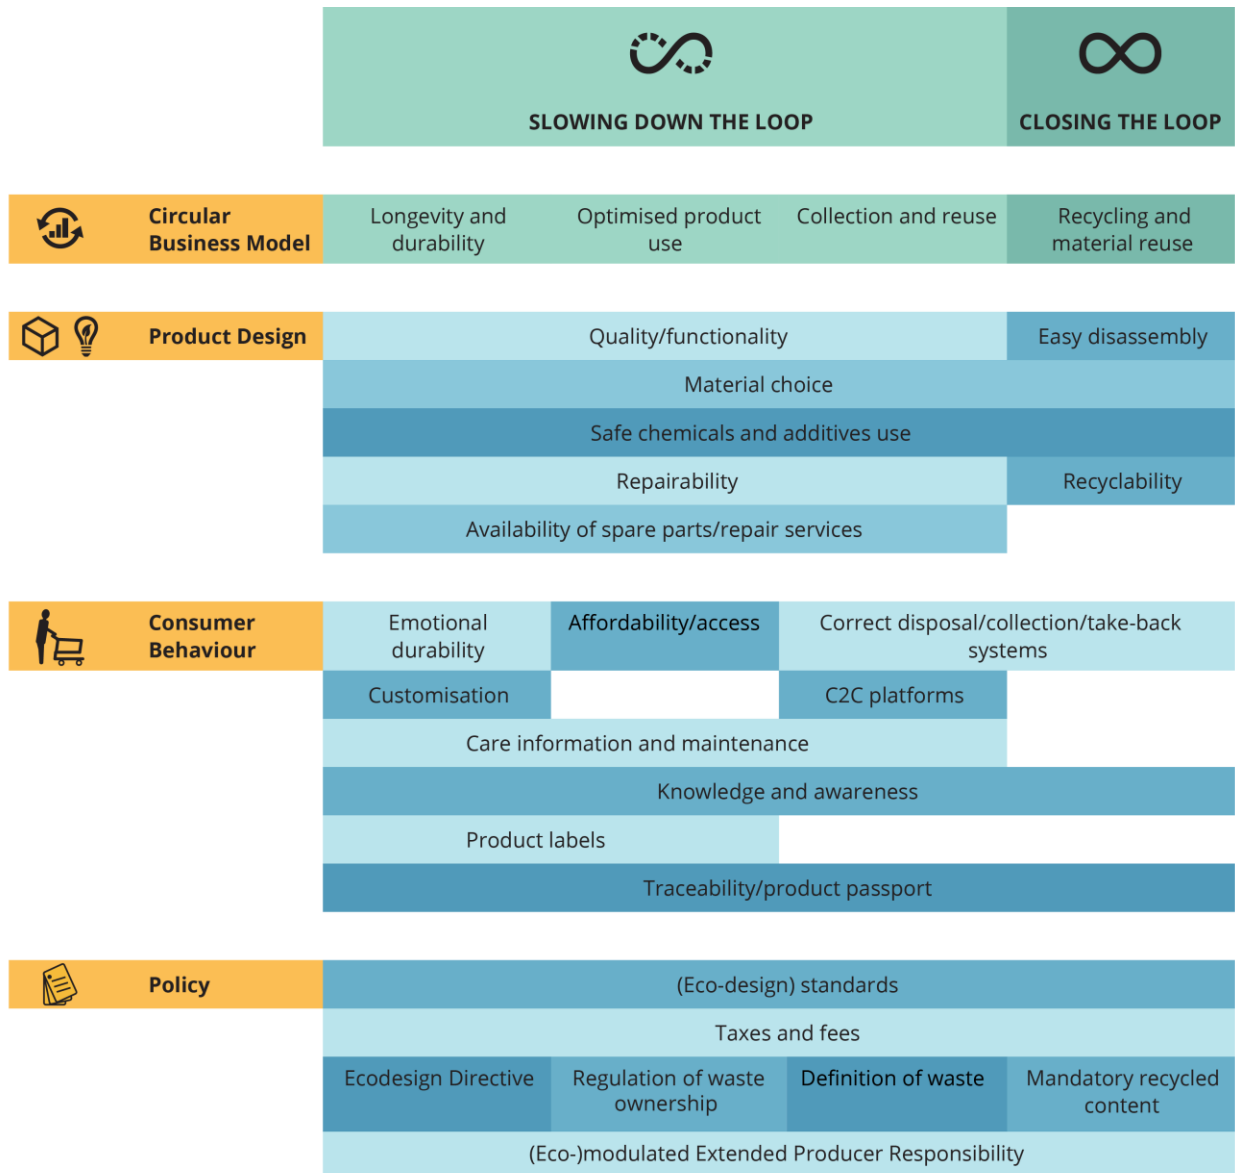 SLOWING DOWN THE LOOP
CLOSING THE LOOP
Circular
Business Model
Longevity and
durability
Optimised product
use
Collection and reuse
Recycling and
material reuse
Product Design
Quality/functionality
Easy disassembly
Material choice
Safe chemicals and additives use
Repairability
Recyclability
Availability of spare parts/repair services
Consumer
Behaviour
Emotional
durability
Affordability/access
Correct disposal/collection/take-back
systems
Customisation
C2C platforms
Care information and maintenance
Knowledge and awareness
Product labels
Traceability/product passport
Policy
(Eco-design) standards
Taxes and fees
Ecodesign Directive
Regulation of waste
ownership
Definition of waste
Mandatory recycled
content
(Eco-)modulated Extended Producer Responsibility